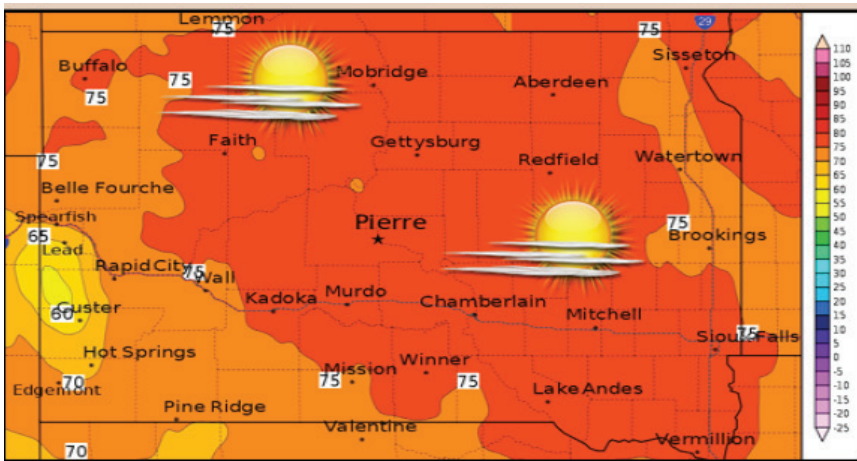 Lemmon
75
75
29
Sisseton
Buffalo
75
Mobridge
Aberdeen
75
Faith
Gettysburg
Redfield
Watertown
75
Belle Fourche
Spearfish
Pierre
75
65
Lead
Brookings
Rapid City
75
Wall
Kadoka
Murdo
Chamberlain
Mitchell
60
Custer
75
Sioux Falls
Hot Springs
Mission
Winner
70
Edgemont
75
75
Lake Andes
Pine Ridge
Valentine
Vermillion
70
110
105
100
95
90
85
80
75
70
65
60
55
50
45
40
35
30
25
20
15
10
5
0
-5
-10
-15
-20
-25